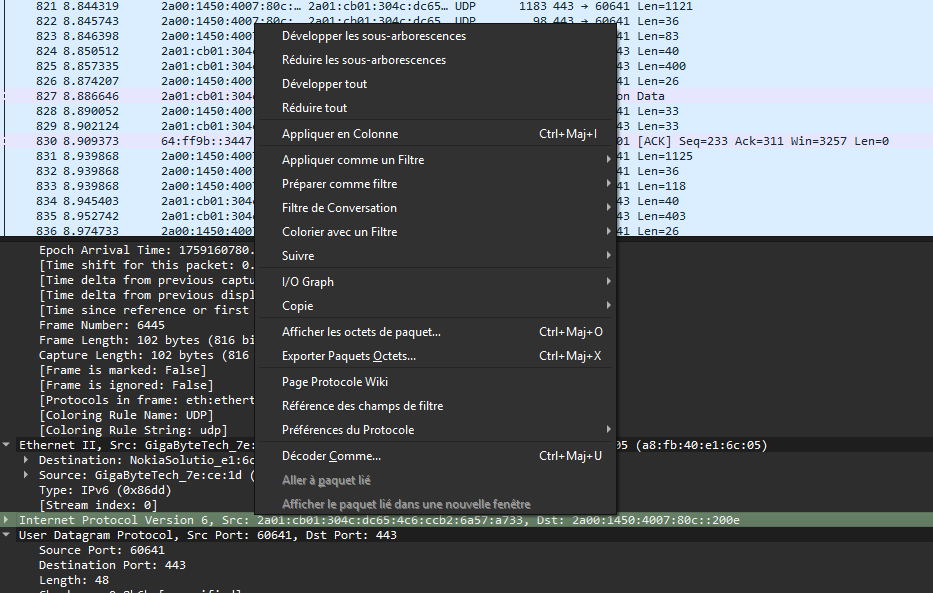 821 8.844319 2a00:1450:4007:80c:… 2a01:cb01:304c:dc65… UDP 1183 443 → 60641 Len=1121
822 8.845743 2a00:1450:4007:80c:… 2a01:cb01:304c:dc65… UDP 98 443 → 60641 Len=36
823 8.846398 2a00:1450:4007 41 Len=83
824 8.850512 2a01:cb01:304 43 Len=40
825 8.857335 2a01:cb01:304 43 Len=400
826 8.874207 2a00:1450:4007 41 Len=26
827 8.886646 2a01:cb01:304 on Data
828 8.890052 2a00:1450:4007 41 Len=33
829 8.902124 2a01:cb01:304 43 Len=33
830 8.909373 64:ff9b::3447 01 [ACK] Seq=233 Ack=311 Win=3257 Len=0
831 8.939868 2a00:1450:4007 41 Len=1125
832 8.939868 2a00:1450:4007 41 Len=36
833 8.939868 2a00:1450:4007 41 Len=118
834 8.945403 2a01:cb01:304 43 Len=40
835 8.952742 2a01:cb01:304 43 Len=403
836 8.974733 2a00:1450:4007 41 Len=26
Développer les sous-arborescences
Réduire les sous-arborescences
Développer tout
Réduire tout
Appliquer en Colonne Ctrl+Maj+I
Appliquer comme un Filtre
Préparer comme filtre
Filtre de Conversation
Colorier avec un Filtre
Suivre
I/O Graph
Copie
Afficher les octets de paquet... Ctrl+Maj+O
Exporter Paquets Octets... Ctrl+Maj+X
Page Protocole Wiki
Référence des champs de filtre
Préférences du Protocole
Décoder Comme... Ctrl+Maj+U
Aller à paquet lié
Afficher le paquet lié dans une nouvelle fenêtre
Epoch Arrival Time: 1759160780.
[Time shift for this packet: 0.
[Time delta from previous captu
[Time delta from previous displ
[Time since reference or first
Frame Number: 6445
Frame Length: 102 bytes (816 bi
Capture Length: 102 bytes (816
[Frame is marked: False]
[Frame is ignored: False]
[Protocols in frame: eth:ethert
[Coloring Rule Name: UDP]
[Coloring Rule String: udp]
Ethernet II, Src: GigaByteTech_7e: 05 (a8:fb:40:e1:6c:05)
Destination: NokiaSolutio_e1:6c
Source: GigaByteTech_7e:ce:1d (
Type: IPv6 (0x86dd)
[Stream index: 0]
Internet Protocol Version 6, Src: 2a01:cb01:304c:dc65:4c6:ccb2:6a57:a733, Dst: 2a00:1450:4007:80c::200e
User Datagram Protocol, Src Port: 60641, Dst Port: 443
Source Port: 60641
Destination Port: 443
Length: 48